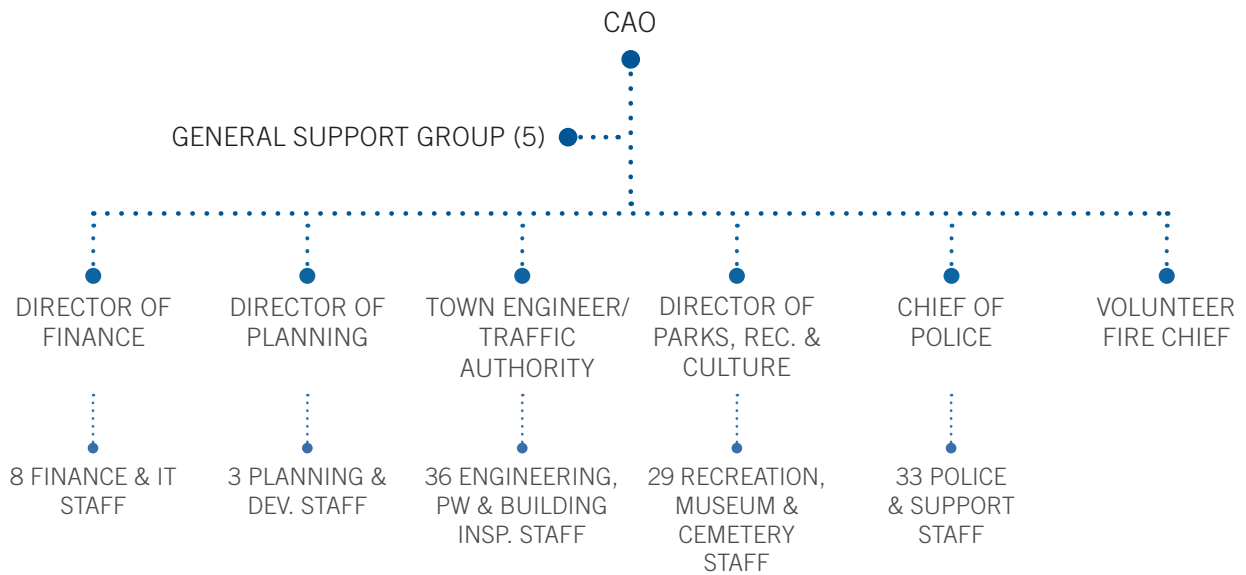 CAO
GENERAL SUPPORT GROUP (5)
DIRECTOR OF
FINANCE
DIRECTOR OF
PLANNING
TOWN ENGINEER/
TRAFFIC
AUTHORITY
DIRECTOR OF
PARKS, REC. &
CULTURE
CHIEF OF
POLICE
VOLUNTEER
FIRE CHIEF
8 FINANCE & IT
STAFF
3 PLANNING &
DEV. STAFF
36 ENGINEERING,
PW & BUILDING
INSP. STAFF
29 RECREATION,
MUSEUM &
CEMETERY
STAFF
33 POLICE
& SUPPORT
STAFF